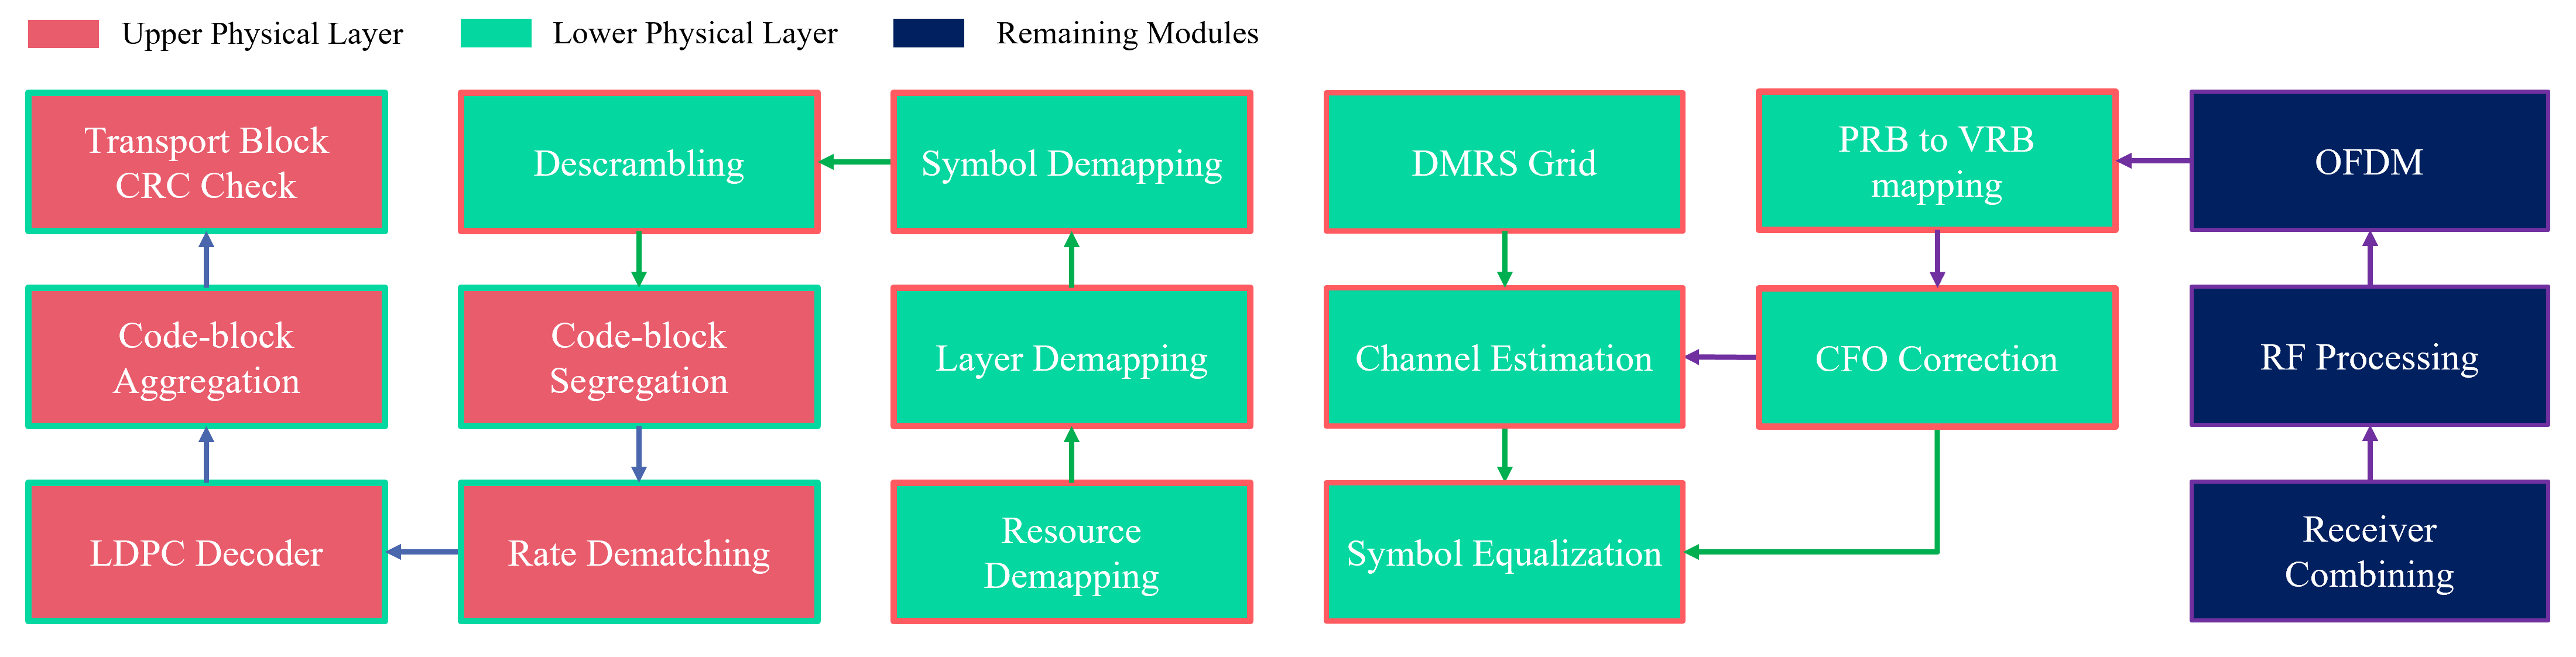 Upper Physical Layer
Lower Physical Layer
Remaining Modules
Transport Block
CRC Check
Descrambling
Symbol Demapping
DMRS Grid
PRB to VRB
mapping
OFDM
Code-block
Aggregation
Code-block
Segregation
Layer Demapping
Channel Estimation
CFO Correction
RF Processing
LDPC Decoder
Rate Dematching
Resource
Demapping
Symbol Equalization
Receiver
Combining